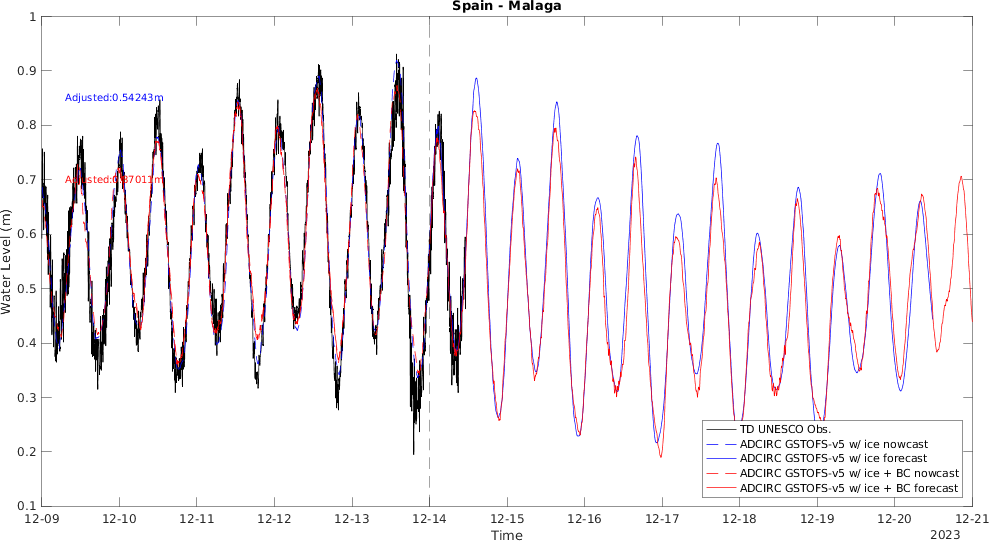 Spain - Malaga
1
0.9
0.8
0.7
0.6
0.5
0.4
0.3
0.2
0.1
Water Level (m)
Adjusted:0.54243m
Adjusted:0.87011m
TD UNESCO Obs.
ADCIRC GSTOFS-v5 w/ ice nowcast
ADCIRC GSTOFS-v5 w/ ice forecast
ADCIRC GSTOFS-v5 w/ ice + BC nowcast
ADCIRC GSTOFS-v5 w/ ice + BC forecast
12-09 12-10 12-11 12-12 12-13 12-14 12-15 12-16 12-17 12-18 12-19 12-20 12-21
Time
2023